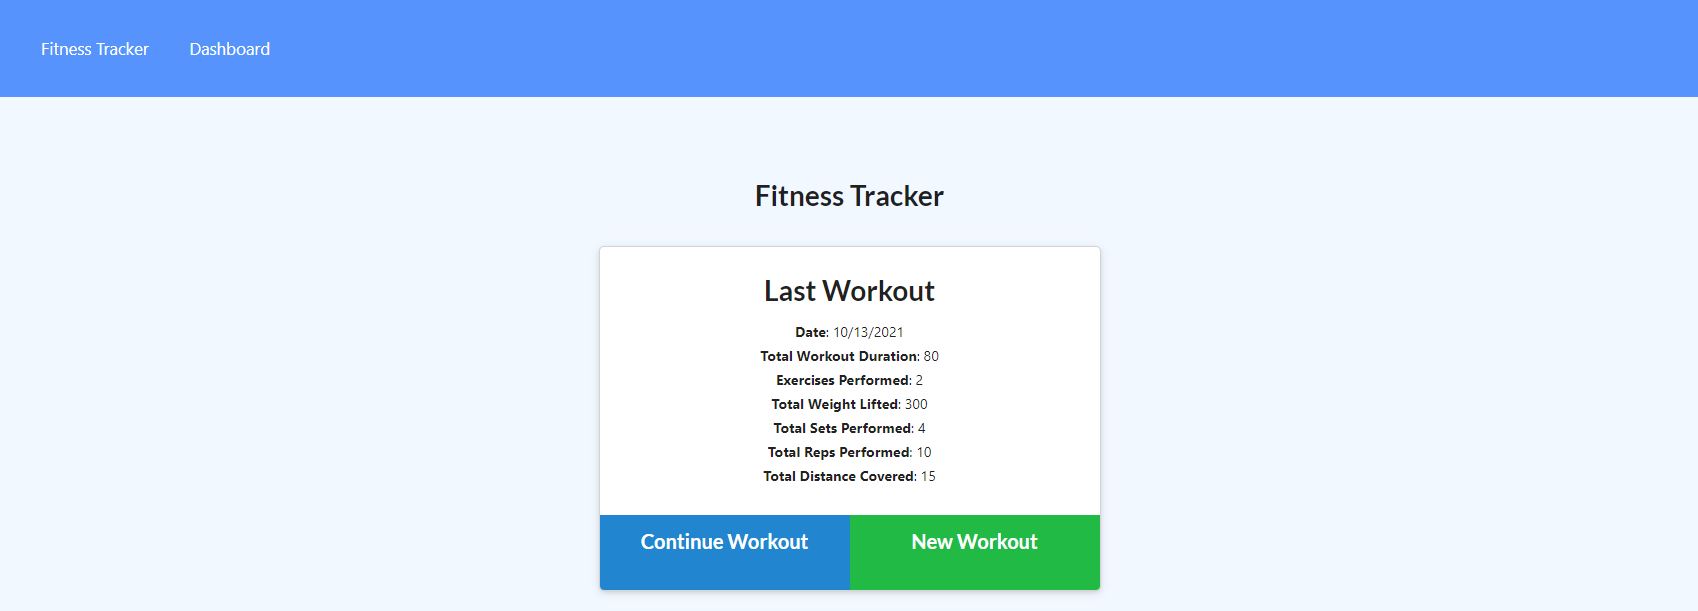 Fitness Tracker Dashboard
Fitness Tracker
Last Workout
Date: 10/13/2021
Total Workout Duration: 80
Exercises Performed: 2
Total Weight Lifted: 300
Total Sets Performed: 4
Total Reps Performed: 10
Total Distance Covered: 15
Continue Workout New Workout